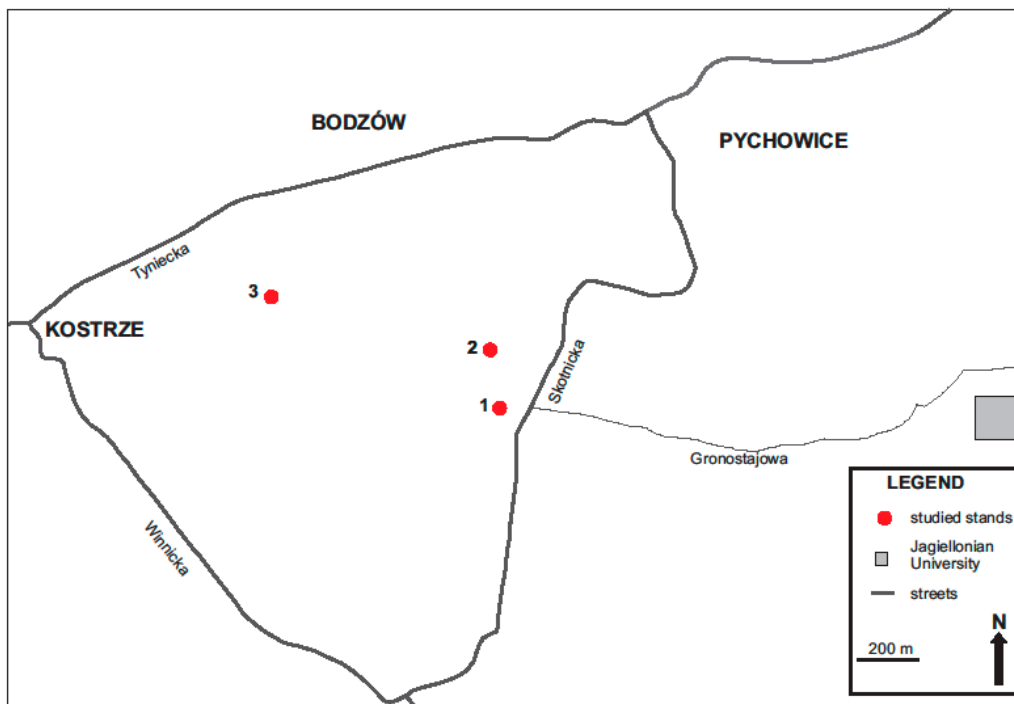 BODZÓW
PYCHOWICE
Tyniecka
3
KOSTRZE
2
Skotnicka
1
Gronostajowa
Winnicka
LEGEND
studied stands
Jagiellonian
University
streets
N
200 m